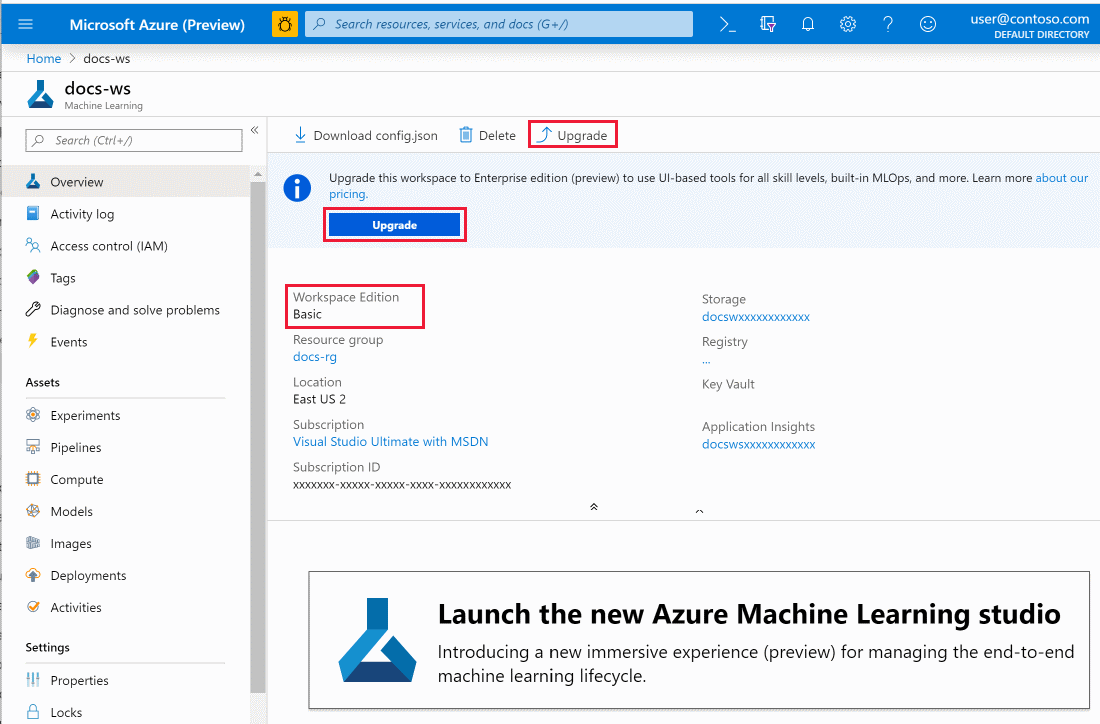 Microsoft Azure (Preview)
Search resources, services, and docs (G+/)
user@contoso.com
DEFAULT DIRECTORY
Home > docs-ws
docs-ws
Machine Learning
Search (Ctrl+/)
Overview
Activity log
Access control (IAM)
Tags
Diagnose and solve problems
Events
Assets
Experiments
Pipelines
Compute
Models
Images
Deployments
Activities
Settings
Properties
Locks
Download config.json
Delete
Upgrade
Upgrade this workspace to Enterprise edition (preview) to use UI-based tools for all skill levels, built-in MLOps, and more. Learn more about our
pricing.
Upgrade
Workspace Edition
Basic
Resource group
docs-rg
Location
East US 2
Subscription
Visual Studio Ultimate with MSDN
Subscription ID
xxxxxxx-xxxxx-xxxxx-xxxx-xxxxxxxxxxxx
Storage
docswxxxxxxxxxxxx
Registry
...
Key Vault
Application Insights
docswsxxxxxxxxxxxx
Launch the new Azure Machine Learning studio
Introducing a new immersive experience (preview) for managing the end-to-end
machine learning lifecycle.